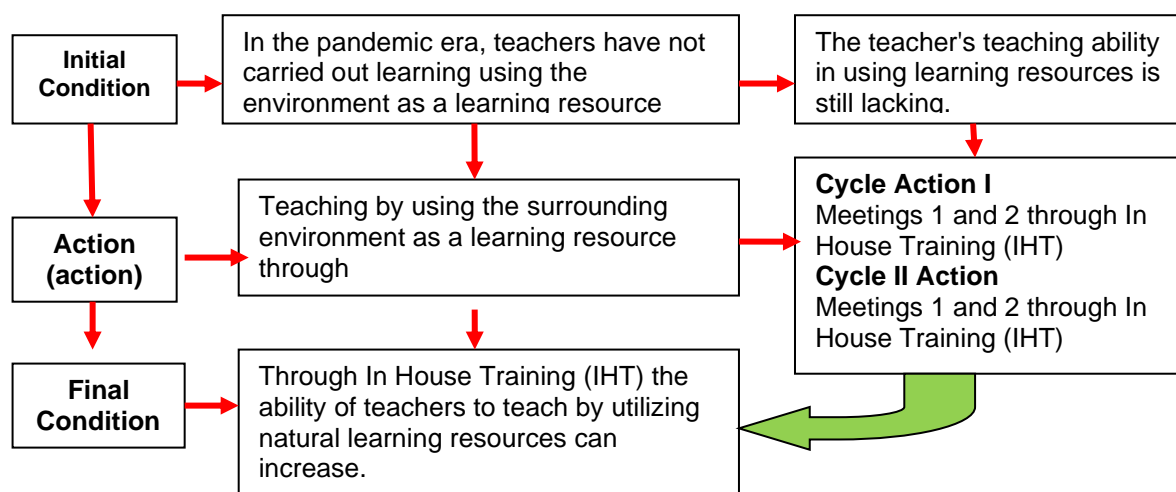 Initial
Condition
In the pandemic era, teachers have not
carried out learning using the
environment as a learning resource
The teacher's teaching ability
in using learning resources is
still lacking.
Action
(action)
Teaching by using the surrounding
environment as a learning resource
through
Cycle Action I
Meetings 1 and 2 through In
House Training (IHT)
Cycle II Action
Meetings 1 and 2 through In
House Training (IHT)
Final
Condition
Through In House Training (IHT) the
ability of teachers to teach by utilizing
natural learning resources can
increase.